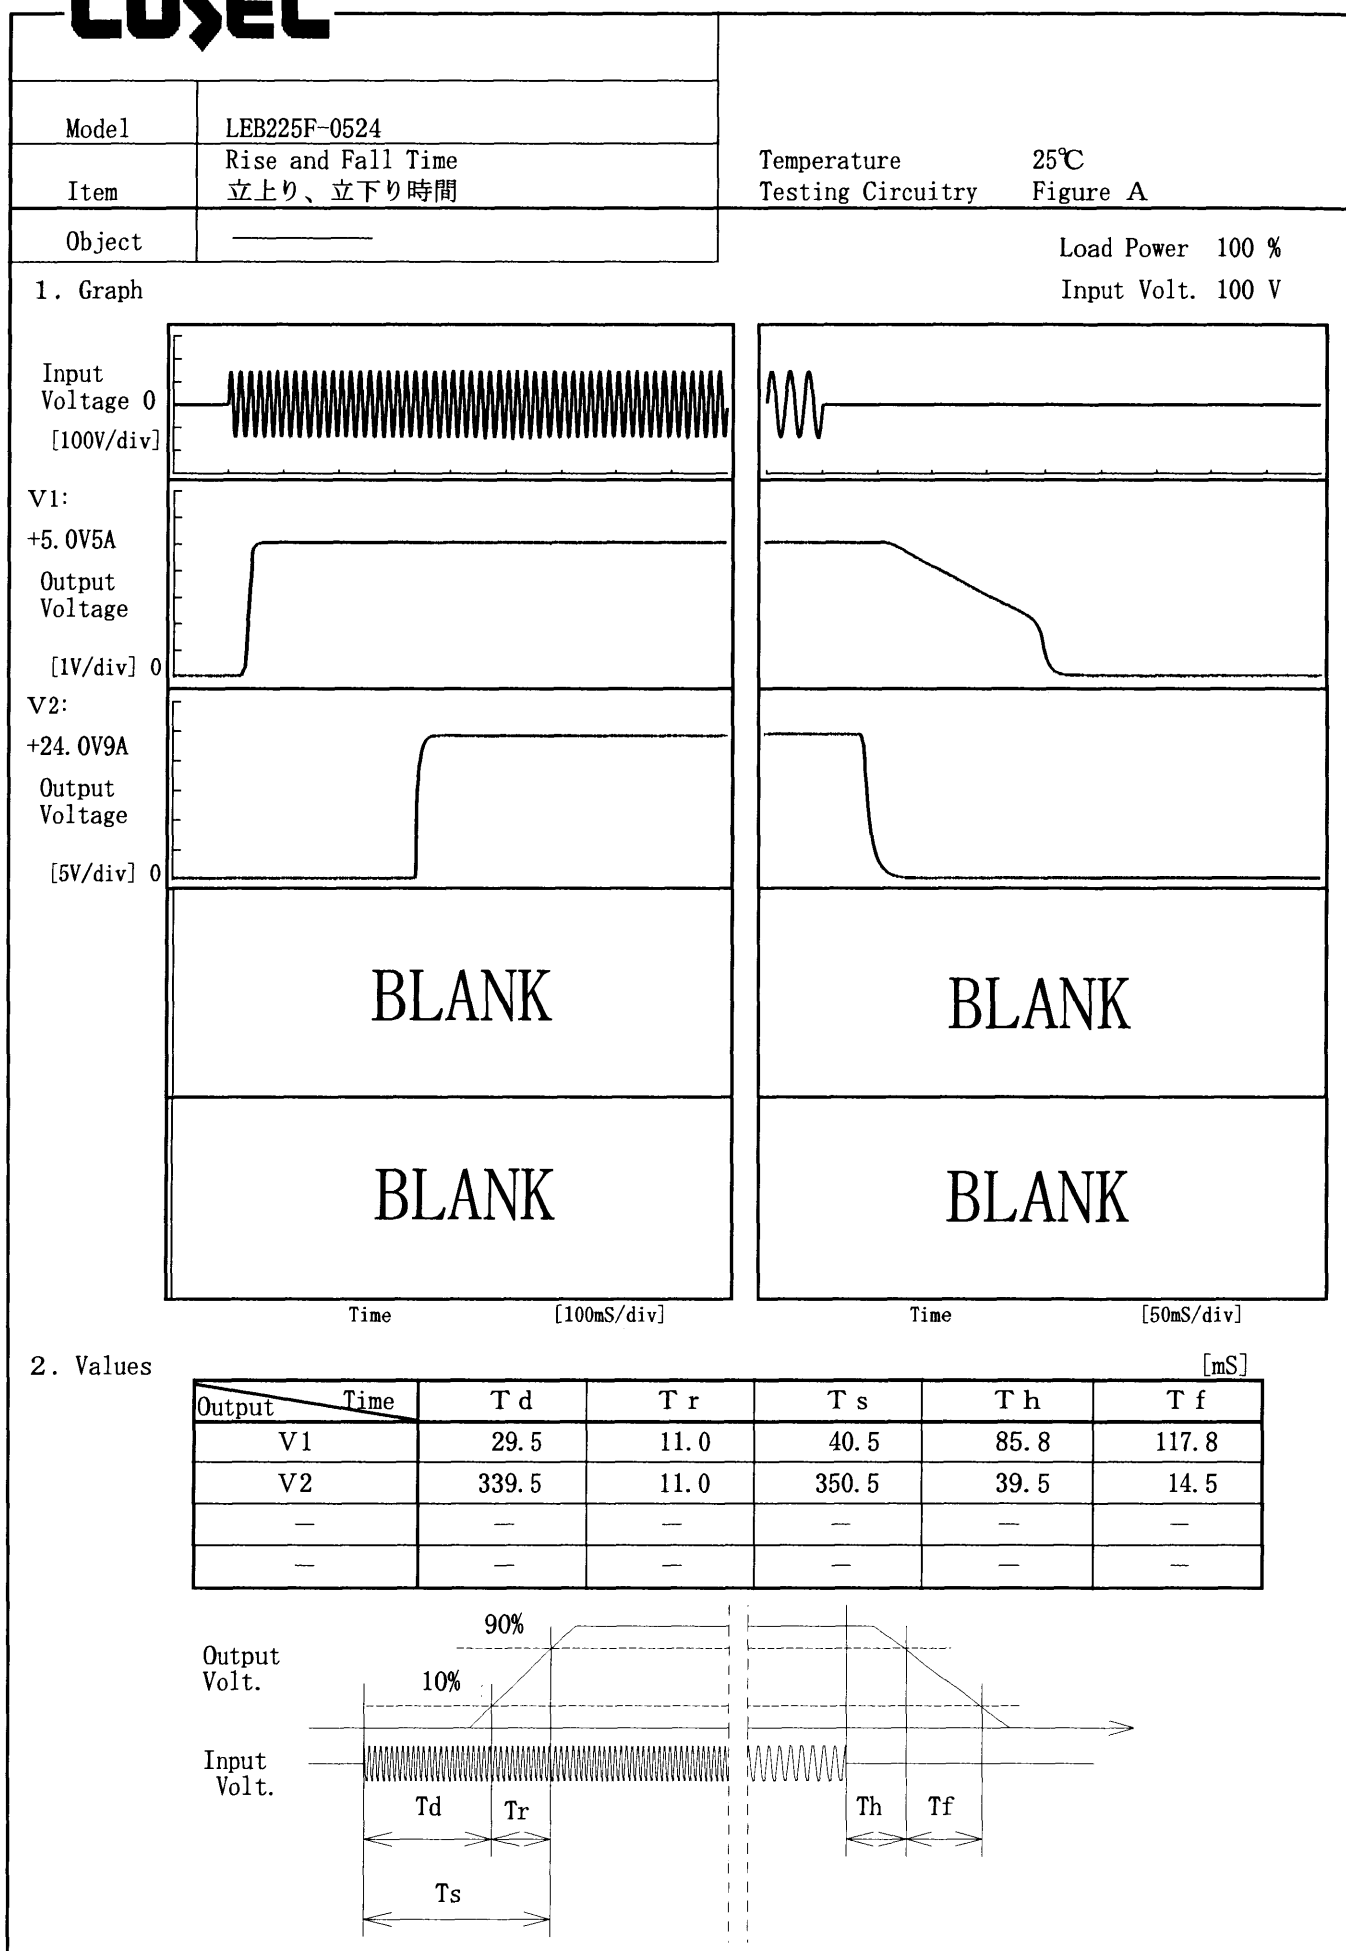 COSEL
Model LEB225F-0524
Item Rise and Fall Time
立上り、立下り時間
Temperature 25℃
Testing Circuitry Figure A
Object
Load Power 100 %
Input Volt. 100 V
1. Graph
Input
Voltage 0
[100V/div]
V1:
+5.0V5A
Output
Voltage
[1V/div] 0
V2:
+24.0V9A
Output
Voltage
[5V/div] 0
BLANK
BLANK
BLANK
BLANK
Time [100mS/div]
Time [50mS/div]
2. Values
[mS]
Output Time Td Tr Ts Th Tf
V1 29.5 11.0 40.5 85.8 117.8
V2 339.5 11.0 350.5 39.5 14.5
— — — — — —
— — — — — —
90%
Output
Volt.
10%
Input
Volt.
Td Tr Th Tf
Ts